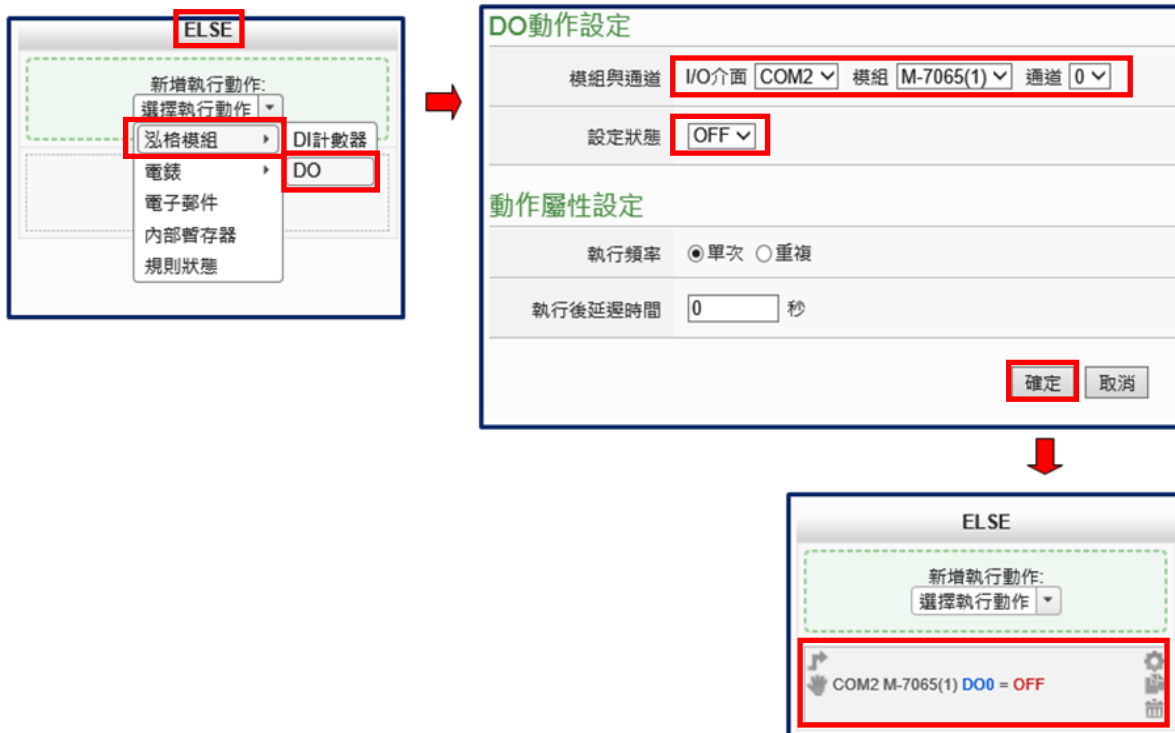 ELSE
新增執行動作:
選擇執行動作
泓格模組
DI計數器
電錶
DO
電子郵件
內部暫存器
規則狀態
DO動作設定
模組與通道 I/O介面 COM2 模組 M-7065(1) 通道 0
設定狀態 OFF
動作屬性設定
執行頻率 單次 重複
執行後延遲時間 0 秒
確定 取消
ELSE
新增執行動作:
選擇執行動作
COM2 M-7065(1) DO0 = OFF